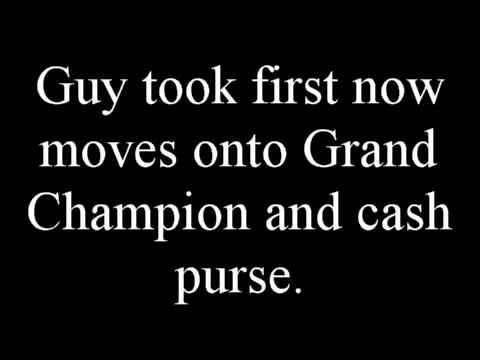 Guy took first now
moves onto Grand
Champion and cash
purse.